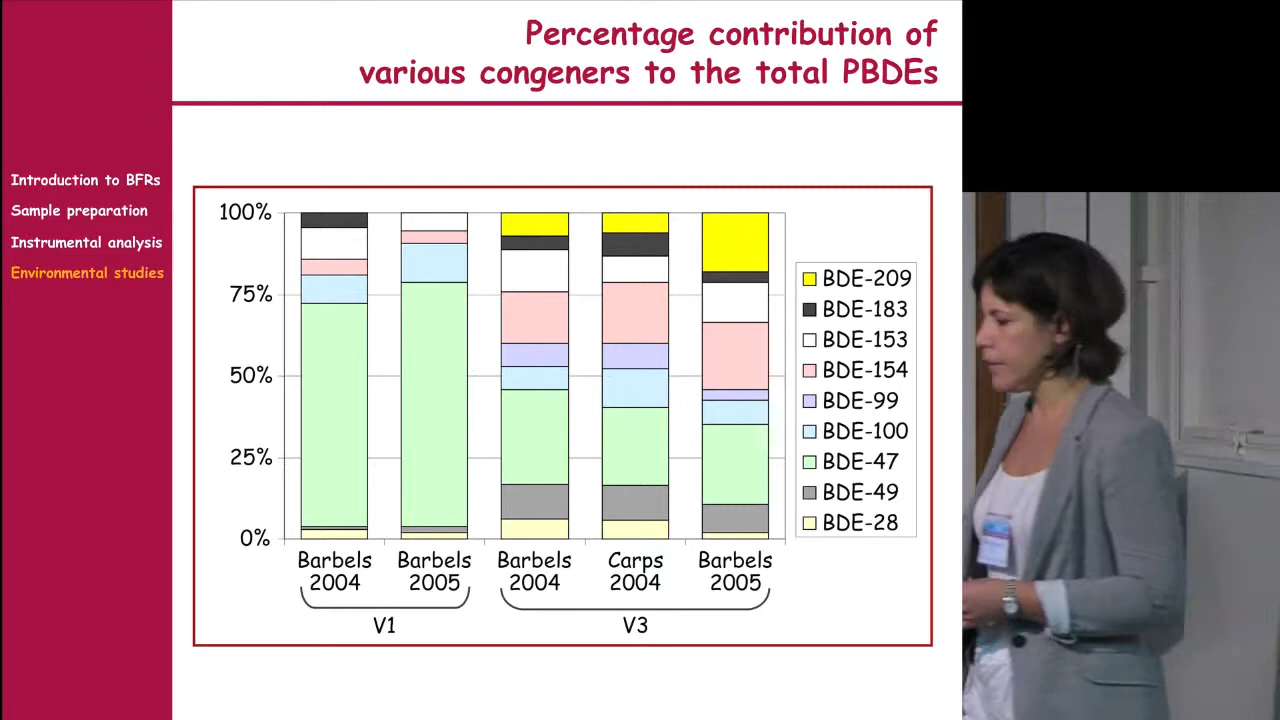 Percentage contribution of
various congeners to the total PBDEs
Introduction to BFRs
Sample preparation
Instrumental analysis
Environmental studies
100%
75%
50%
25%
0%
BDE-209
BDE-183
BDE-153
BDE-154
BDE-99
BDE-100
BDE-47
BDE-49
BDE-28
Barbels Barbels Barbels Carps Barbels
2004 2005 2004 2004 2005
V1 V3